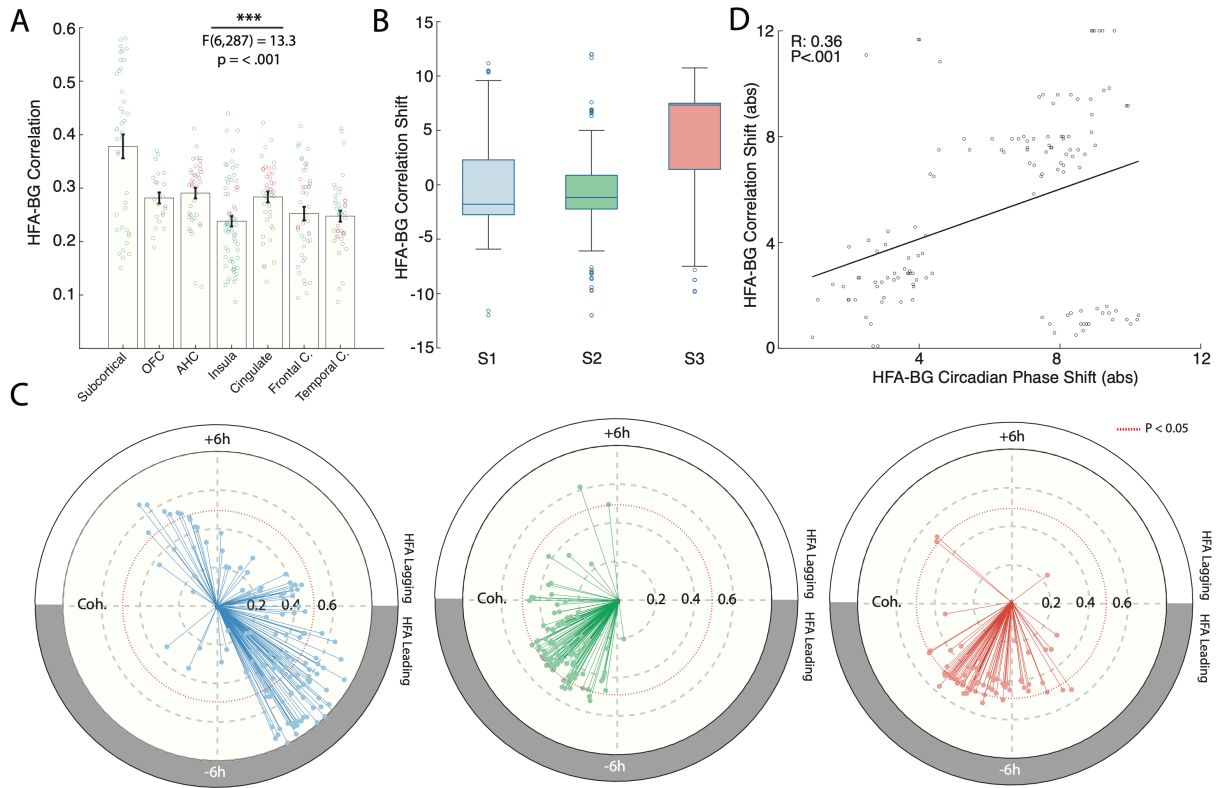 A
***
F(6,287) = 13.3
p = < .001
HFA-BG Correlation
0.6
0.5
0.4
0.3
0.2
0.1
Subcortical
OFC
AHC
Insula
Cingulate
Frontal C.
Temporal C.
B
HFA-BG Correlation Shift
15
10
5
0
-5
-10
-15
S1
S2
S3
D
R: 0.36
P<.001
HFA-BG Correlation Shift (abs)
12
8
4
0
4
8
12
HFA-BG Circadian Phase Shift (abs)
C
+6h
Coh.
0.2
0.4
0.6
-6h
HFA Lagging
HFA Leading
+6h
Coh.
0.2
0.4
0.6
-6h
HFA Lagging
HFA Leading
+6h
Coh.
0.2
0.4
0.6
-6h
HFA Lagging
HFA Leading
P < 0.05